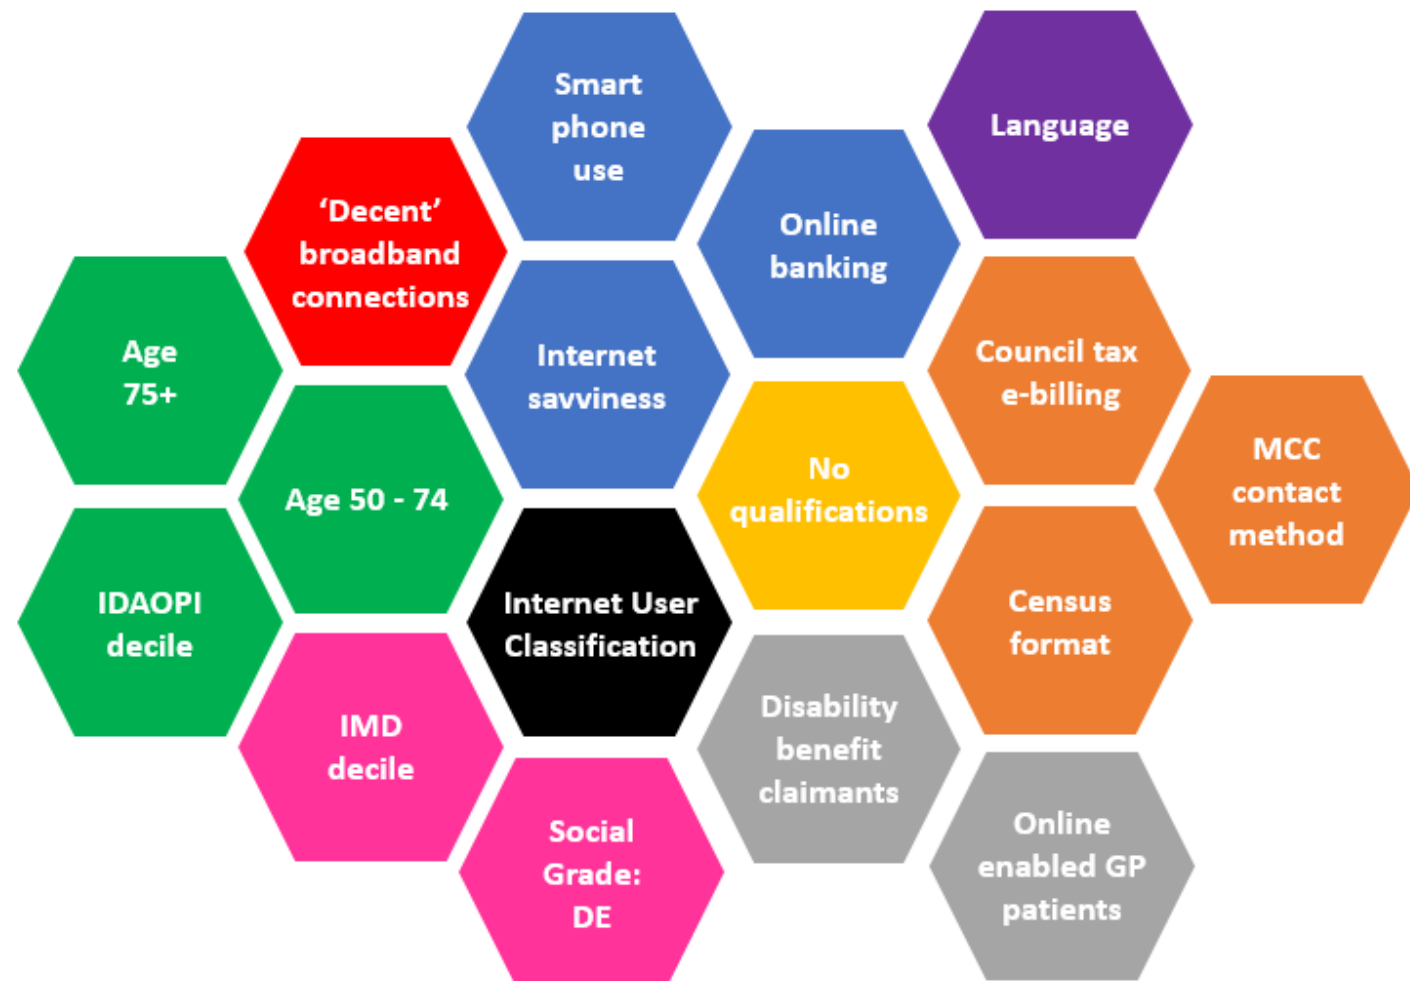 Smart
phone
use
Language
‘Decent’
broadband
connections
Online
banking
Age
75+
Internet
savviness
Council tax
e-billing
MCC
contact
method
Age 50 - 74
No
qualifications
IDAOPI
decile
Internet User
Classification
Census
format
IMD
decile
Disability
benefit
claimants
Social
Grade:
DE
Online
enabled GP
patients